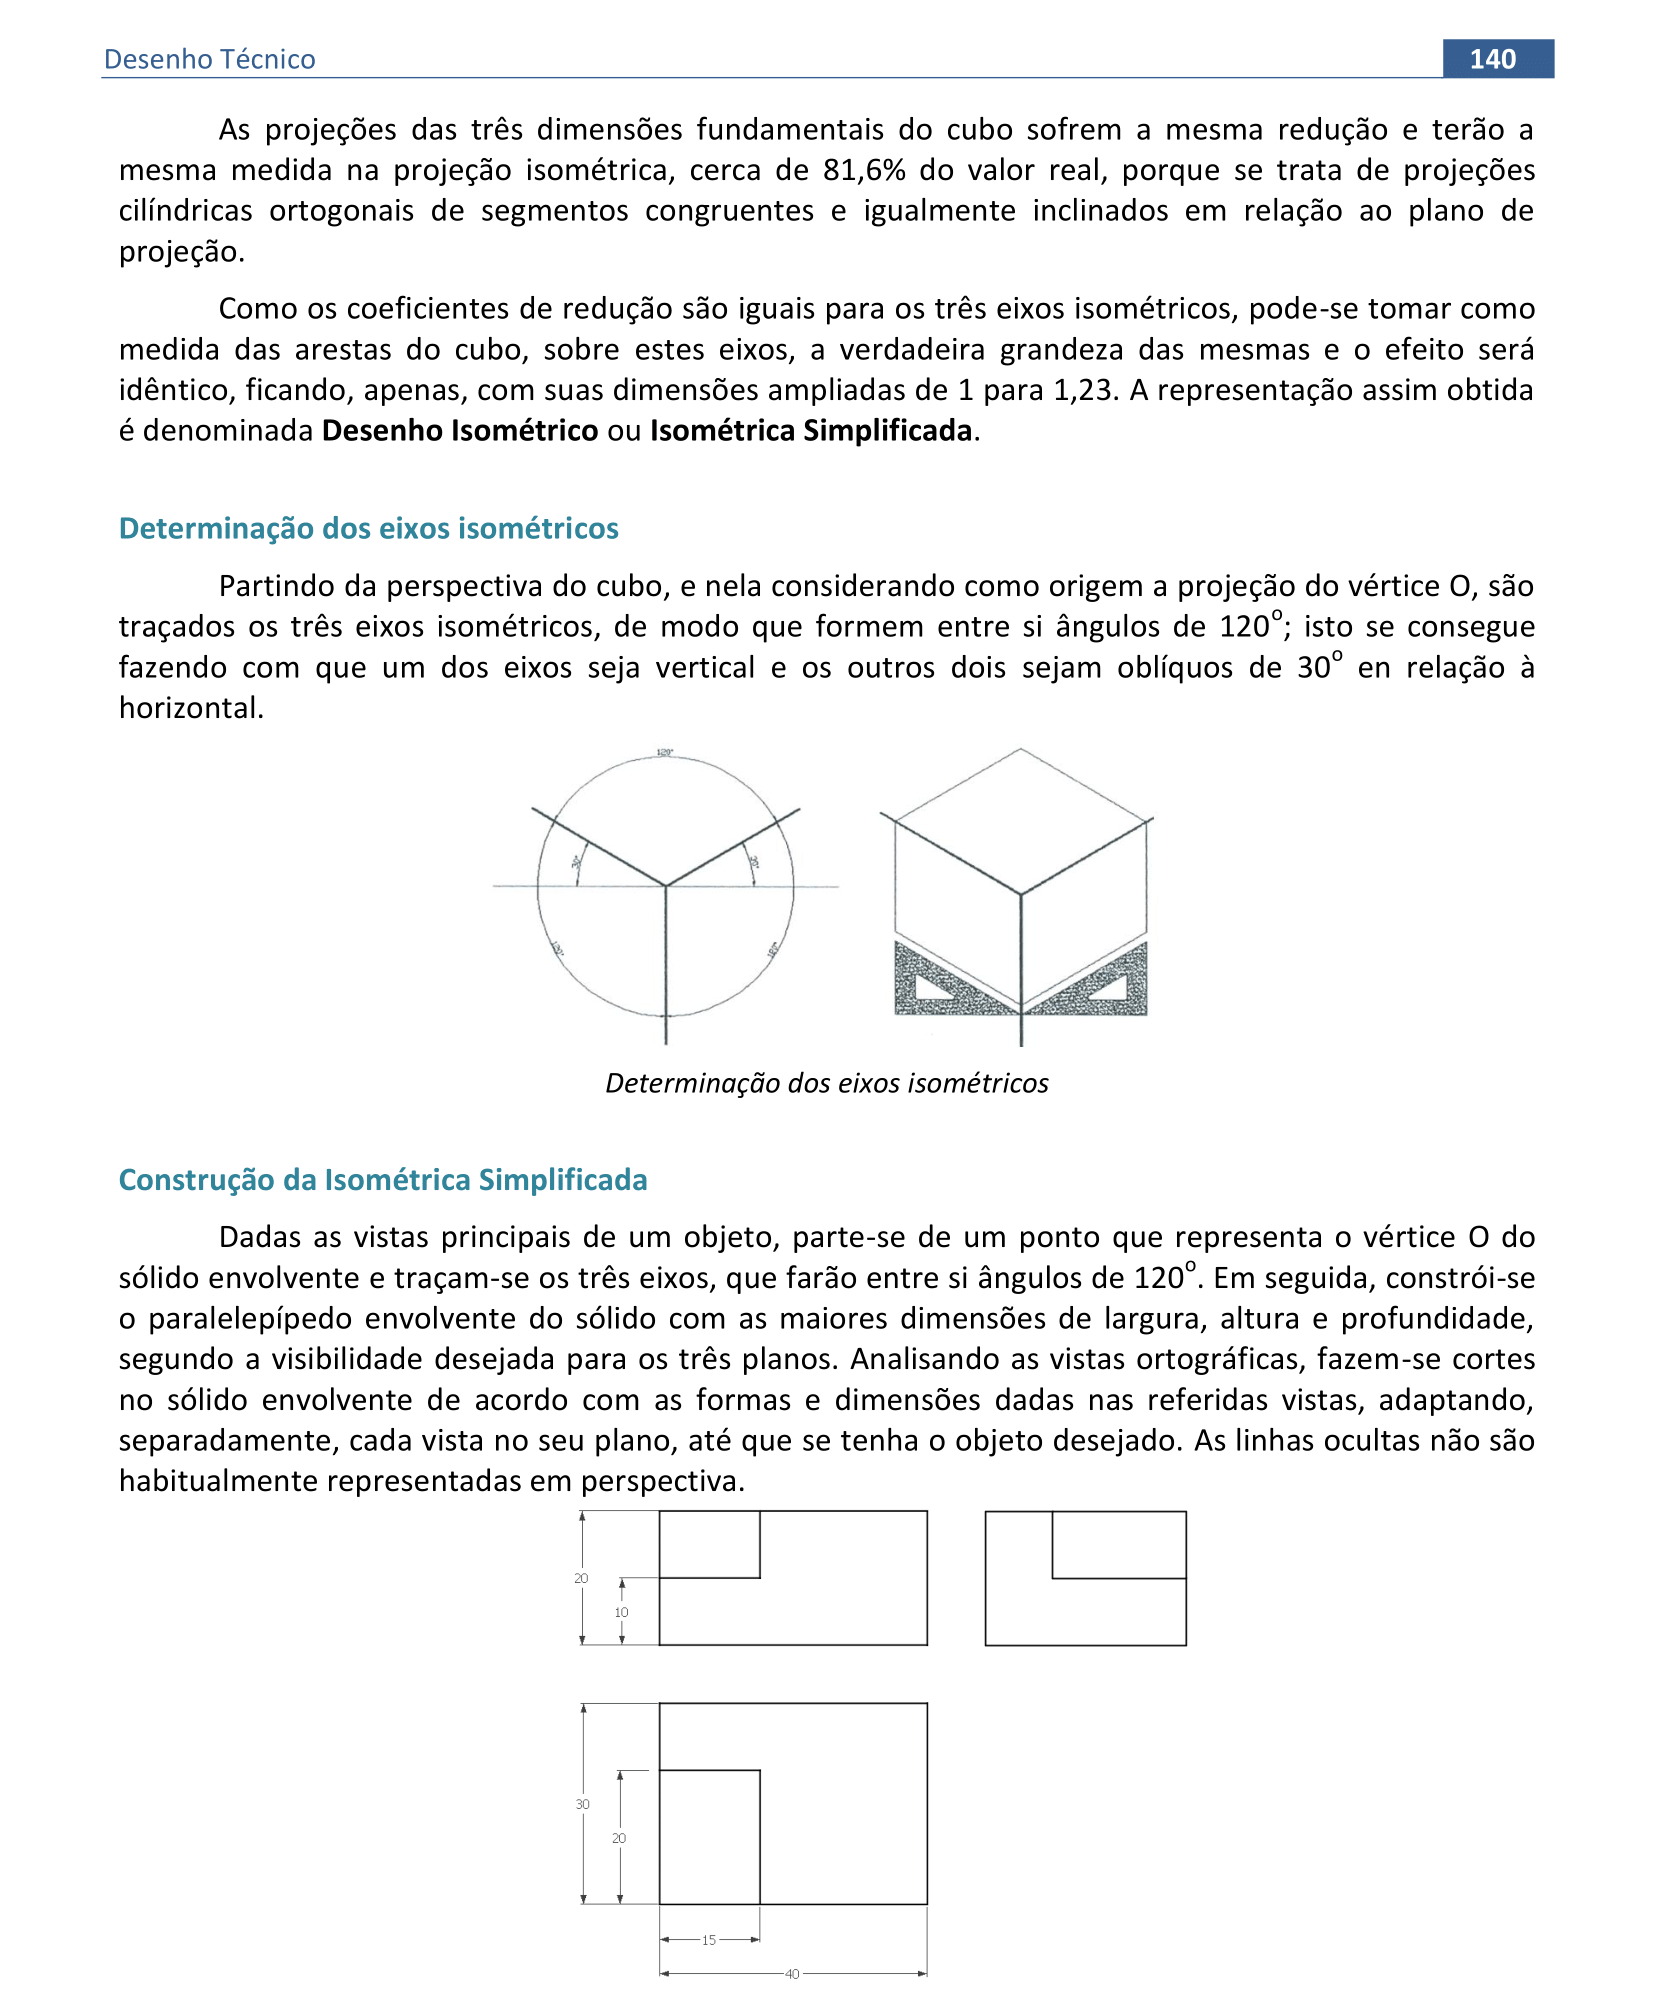 Desenho Técnico
140
As projeções das três dimensões fundamentais do cubo sofrem a mesma redução e terão a
mesma medida na projeção isométrica, cerca de 81,6% do valor real, porque se trata de projeções
cilíndricas ortogonais de segmentos congruentes e igualmente inclinados em relação ao plano de
projeção.
Como os coeficientes de redução são iguais para os três eixos isométricos, pode-se tomar como
medida das arestas do cubo, sobre estes eixos, a verdadeira grandeza das mesmas e o efeito será
idêntico, ficando, apenas, com suas dimensões ampliadas de 1 para 1,23. A representação assim obtida
é denominada Desenho Isométrico ou Isométrica Simplificada.
Determinação dos eixos isométricos
Partindo da perspectiva do cubo, e nela considerando como origem a projeção do vértice O, são
traçados os três eixos isométricos, de modo que formem entre si ângulos de 120º; isto se consegue
fazendo com que um dos eixos seja vertical e os outros dois sejam oblíquos de 30º en relação à
horizontal.
120°
30°
30°
120°
120°
Determinação dos eixos isométricos
Construção da Isométrica Simplificada
Dadas as vistas principais de um objeto, parte-se de um ponto que representa o vértice O do
sólido envolvente e traçam-se os três eixos, que farão entre si ângulos de 120º. Em seguida, constrói-se
o paralelepípedo envolvente do sólido com as maiores dimensões de largura, altura e profundidade,
segundo a visibilidade desejada para os três planos. Analisando as vistas ortográficas, fazem-se cortes
no sólido envolvente de acordo com as formas e dimensões dadas nas referidas vistas, adaptando,
separadamente, cada vista no seu plano, até que se tenha o objeto desejado. As linhas ocultas não são
habitualmente representadas em perspectiva.
20
10
30
20
15
40